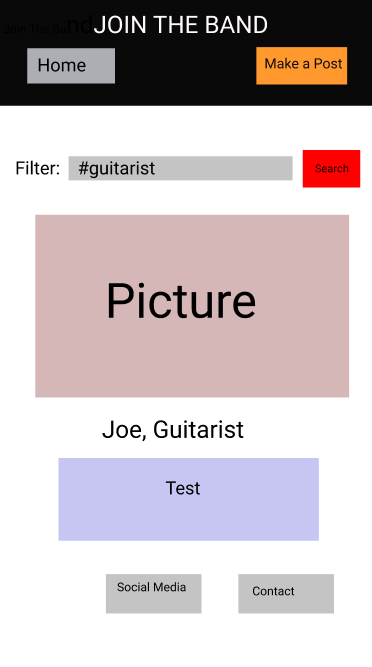 JOIN THE BAND
Join The Band
Home
Make a Post
Filter:
#guitarist
Search
Picture
Joe, Guitarist
Test
Social Media
Contact